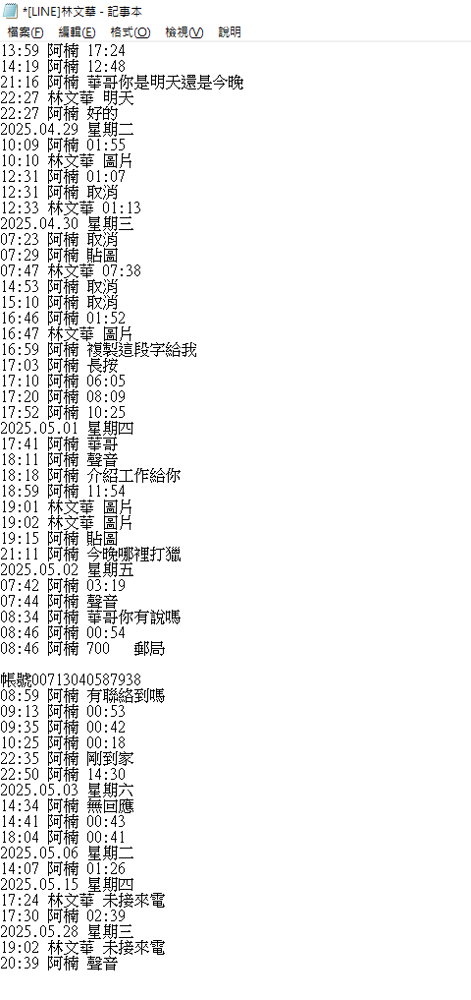 *[LINE]林文華 - 記事本
檔案(F) 編輯(E) 格式(O) 檢視(V) 說明
13:59 阿楠 17:24
14:19 阿楠 12:48
21:16 阿楠 華哥你是明天還是今晚
22:27 林文華 明天
22:27 阿楠 好的
2025.04.29 星期二
10:09 阿楠 01:55
10:10 林文華 圖片
12:31 阿楠 01:07
12:31 阿楠 取消
12:33 林文華 01:13
2025.04.30 星期三
07:23 阿楠 取消
07:29 阿楠 貼圖
07:47 林文華 07:38
14:53 阿楠 取消
15:10 阿楠 取消
16:46 阿楠 01:52
16:47 林文華 圖片
16:59 阿楠 複製這段字給我
17:03 阿楠 長按
17:10 阿楠 06:05
17:20 阿楠 08:09
17:52 阿楠 10:25
2025.05.01 星期四
17:41 阿楠 華哥
18:11 阿楠 聲音
18:18 阿楠 介紹工作給你
18:59 阿楠 11:54
19:01 林文華 圖片
19:02 林文華 圖片
19:15 阿楠 貼圖
21:11 阿楠 今晚哪裡打獵
2025.05.02 星期五
07:42 阿楠 03:19
07:44 阿楠 聲音
08:34 阿楠 華哥你有說嗎
08:46 阿楠 00:54
08:46 阿楠 700 郵局
帳號00713040587938
08:59 阿楠 有聯絡到嗎
09:13 阿楠 00:53
09:35 阿楠 00:42
10:25 阿楠 00:18
22:35 阿楠 剛到家
22:50 阿楠 14:30
2025.05.03 星期六
14:34 阿楠 無回應
14:41 阿楠 00:43
18:04 阿楠 00:41
2025.05.06 星期二
14:07 阿楠 01:26
2025.05.15 星期四
17:24 林文華 未接來電
17:30 阿楠 02:39
2025.05.28 星期三
19:02 林文華 未接來電
20:39 阿楠 聲音